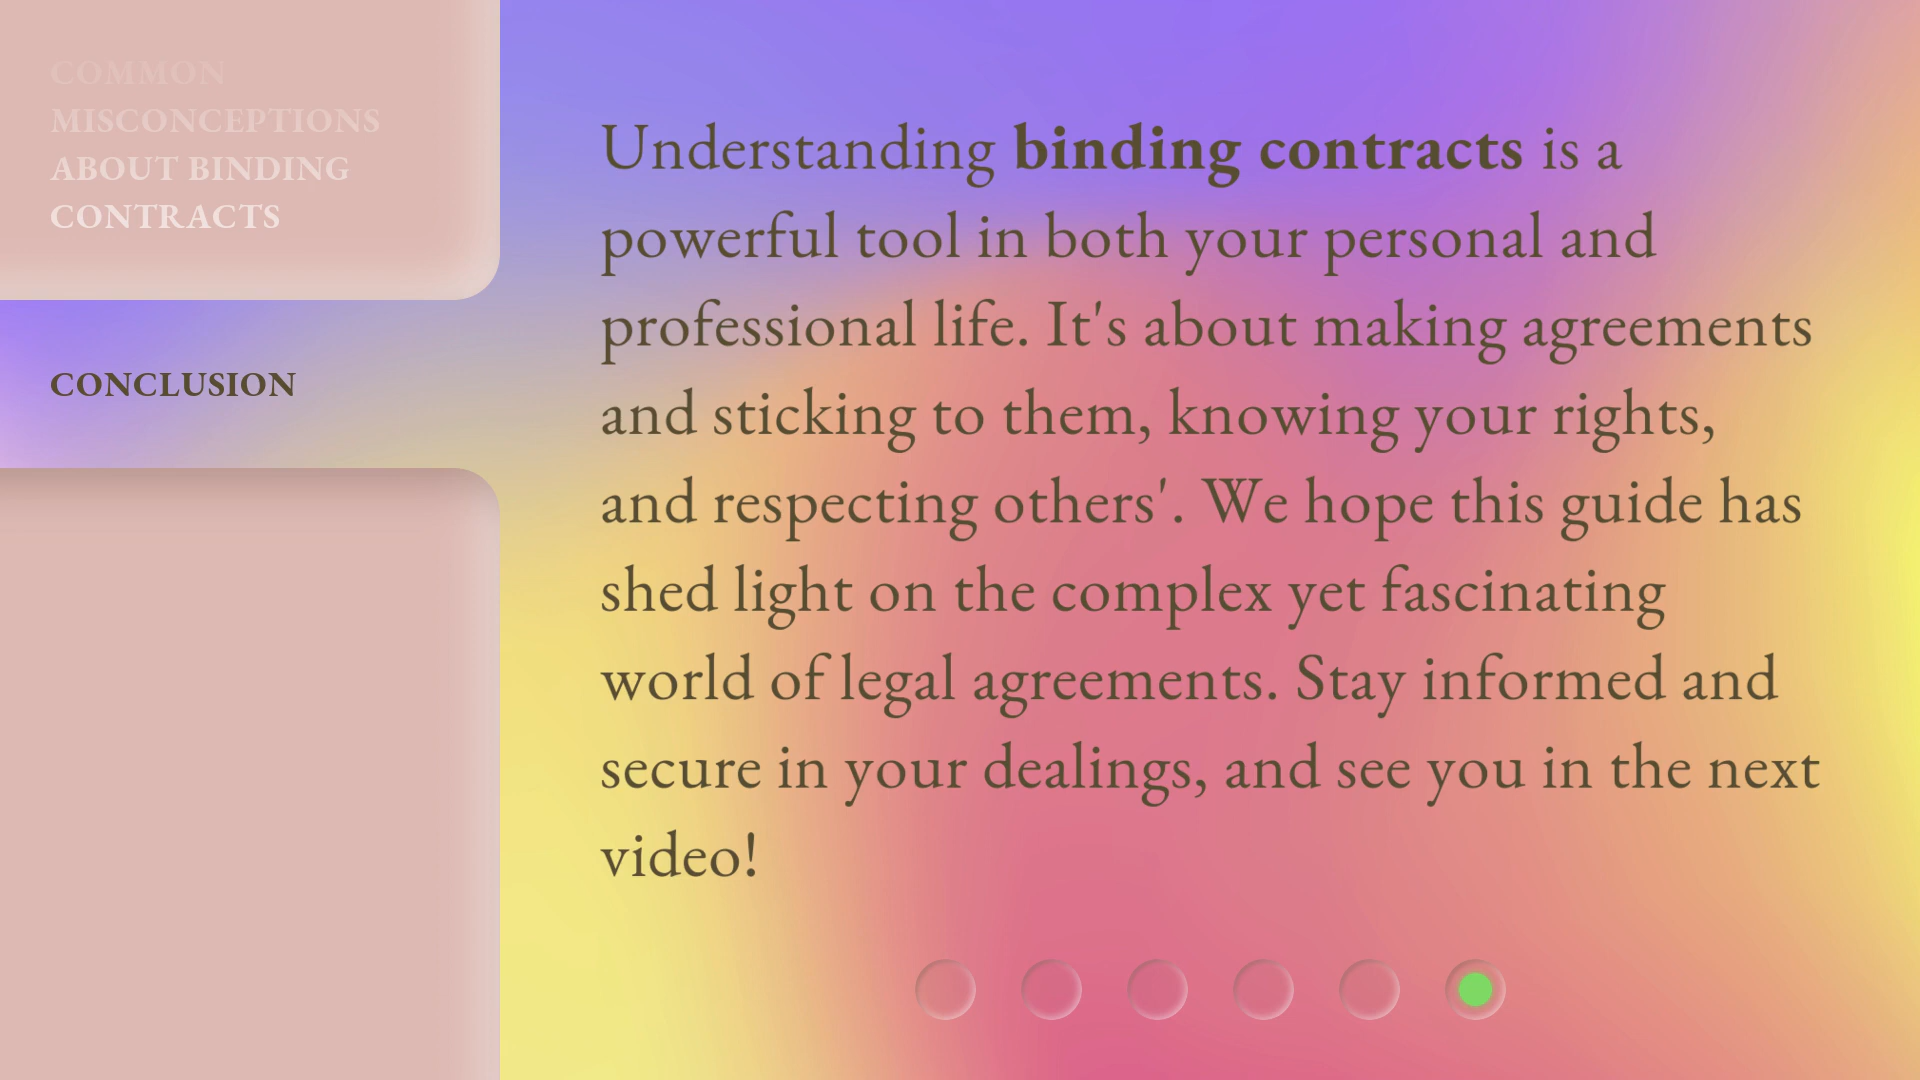 COMMON
MISCONCEPTIONS
ABOUT BINDING
CONTRACTS
CONCLUSION
Understanding binding contracts is a
powerful tool in both your personal and
professional life. It's about making agreements
and sticking to them, knowing your rights,
and respecting others'. We hope this guide has
shed light on the complex yet fascinating
world of legal agreements. Stay informed and
secure in your dealings, and see you in the next
video!